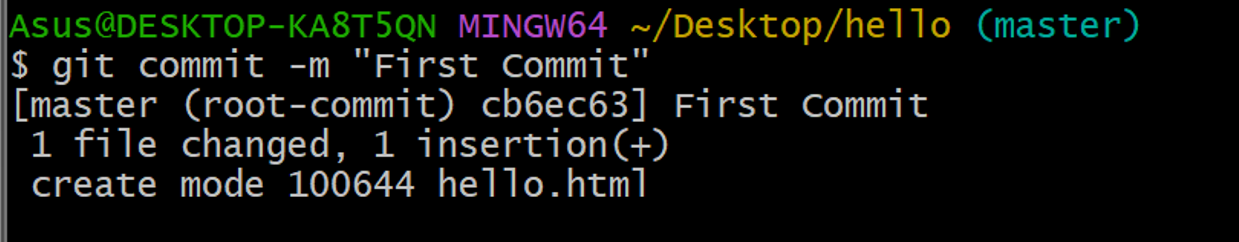 Asus@DESKTOP-KA8T5QN MINGW64 ~/Desktop/hello (master)
$ git commit -m "First Commit"
[master (root-commit) cb6ec63] First Commit
 1 file changed, 1 insertion(+)
 create mode 100644 hello.html